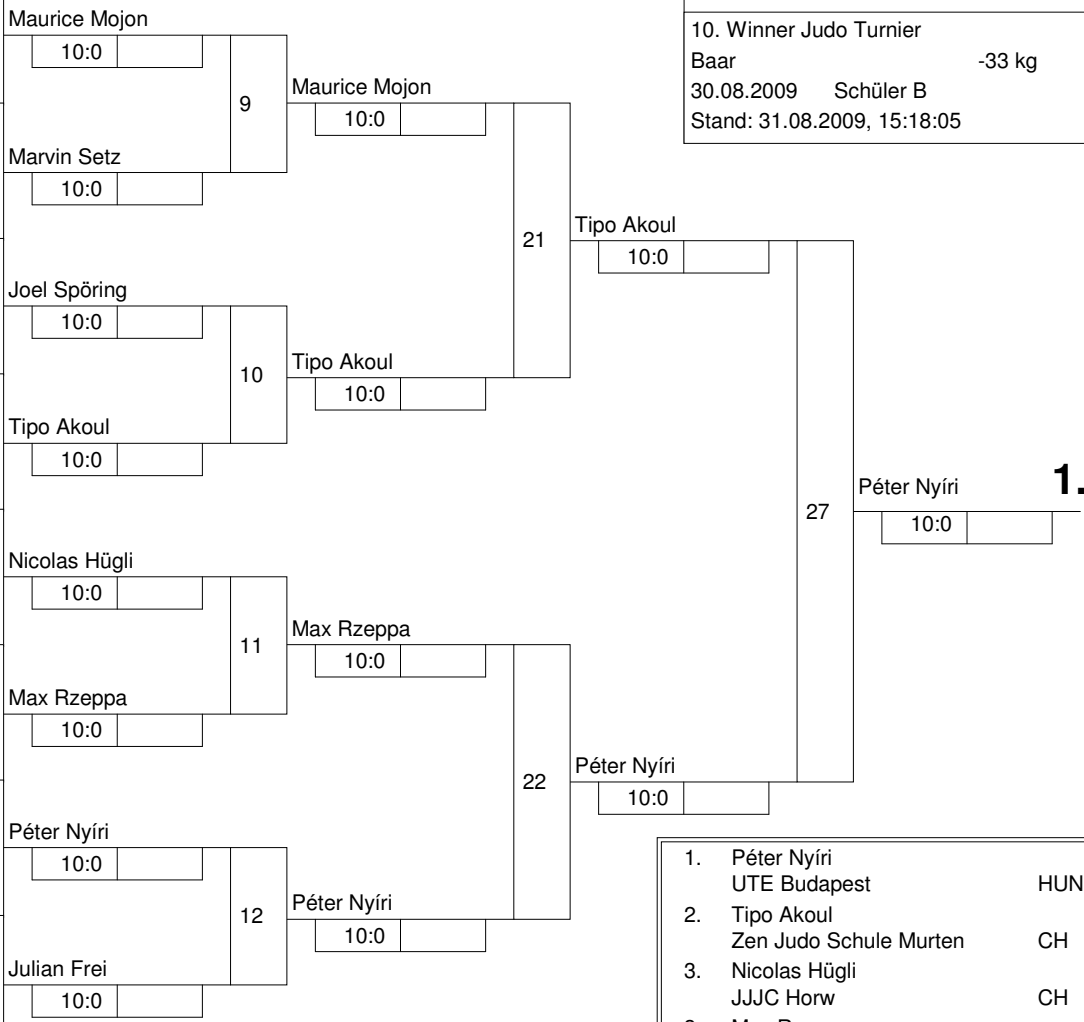 Maurice Mojon
10:0
9
Marvin Setz
10:0
Joel Spöring
10:0
10
Tipo Akoul
10:0
Nicolas Hügli
10:0
11
Max Rzeppa
10:0
Péter Nyíri
10:0
12
Julian Frei
10:0
Maurice Mojon
10:0
21
Tipo Akoul
10:0
Max Rzeppa
10:0
22
Péter Nyíri
10:0
Tipo Akoul
10:0
27
Péter Nyíri
10:0
Péter Nyíri 1.
10:0
10. Winner Judo Turnier
Baar -33 kg
30.08.2009 Schüler B
Stand: 31.08.2009, 15:18:05
1. Péter Nyíri
UTE Budapest HUN
2. Tipo Akoul
Zen Judo Schule Murten CH
3. Nicolas Hügli
JJJC Horw CH